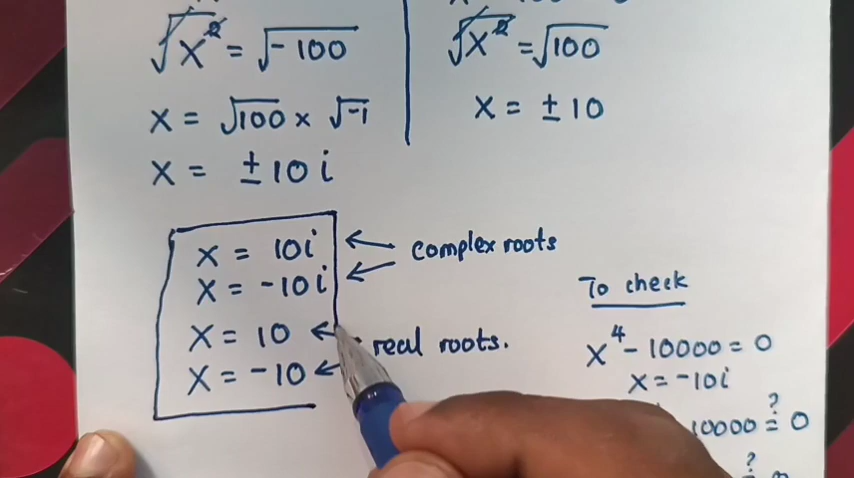 √x² = √-100
x = √100 × √-1
x = ± 10 i
√x² = √100
x = ± 10
x = 10i
x = -10i
x = 10
x = -10
complex roots
real roots.
To check
x⁴ - 10000 = 0
x = -10i
10000 ≟ 0